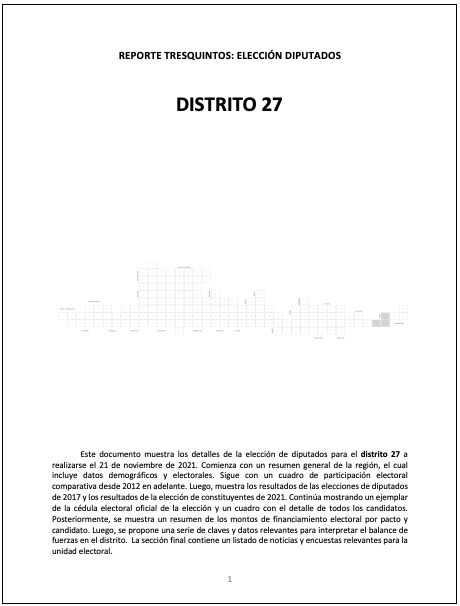 REPORTE TRESQUINTOS: ELECCIÓN DIPUTADOS
DISTRITO 27
Este documento muestra los detalles de la elección de diputados para el distrito 27 a
realizarse el 21 de noviembre de 2021. Comienza con un resumen general de la región, el cual
incluye datos demográficos y electorales. Sigue con un cuadro de participación electoral
comparativa desde 2012 en adelante. Luego, muestra los resultados de las elecciones de diputados
de 2017 y los resultados de la elección de constituyentes de 2021. Continúa mostrando un ejemplar
de la cédula electoral oficial de la elección y un cuadro con el detalle de todos los candidatos.
Posteriormente, se muestra un resumen de los montos de financiamiento electoral por pacto y
candidato. Luego, se propone una serie de claves y datos relevantes para interpretar el balance de
fuerzas en el distrito. La sección final contiene un listado de noticias y encuestas relevantes para la
unidad electoral.
1